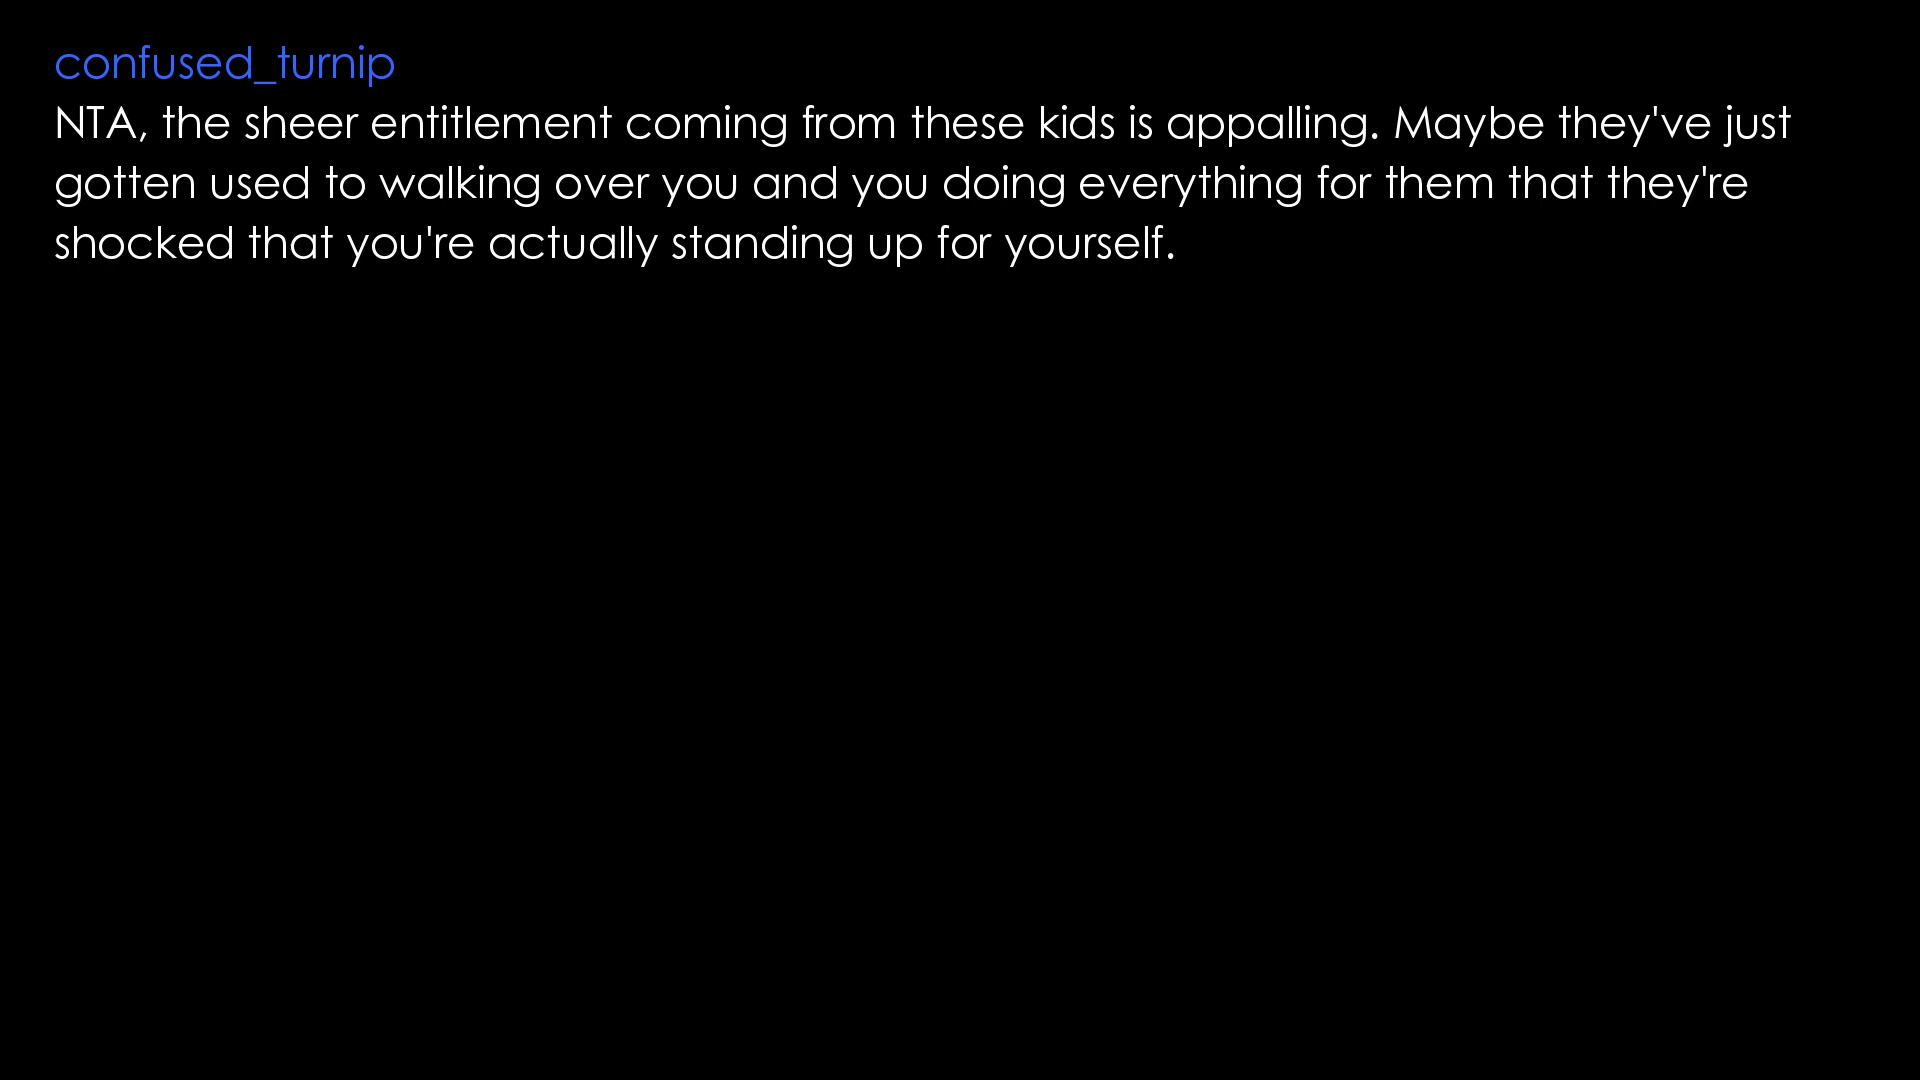 confused_turnip
NTA, the sheer entitlement coming from these kids is appalling. Maybe they've just
gotten used to walking over you and you doing everything for them that they're
shocked that you're actually standing up for yourself.